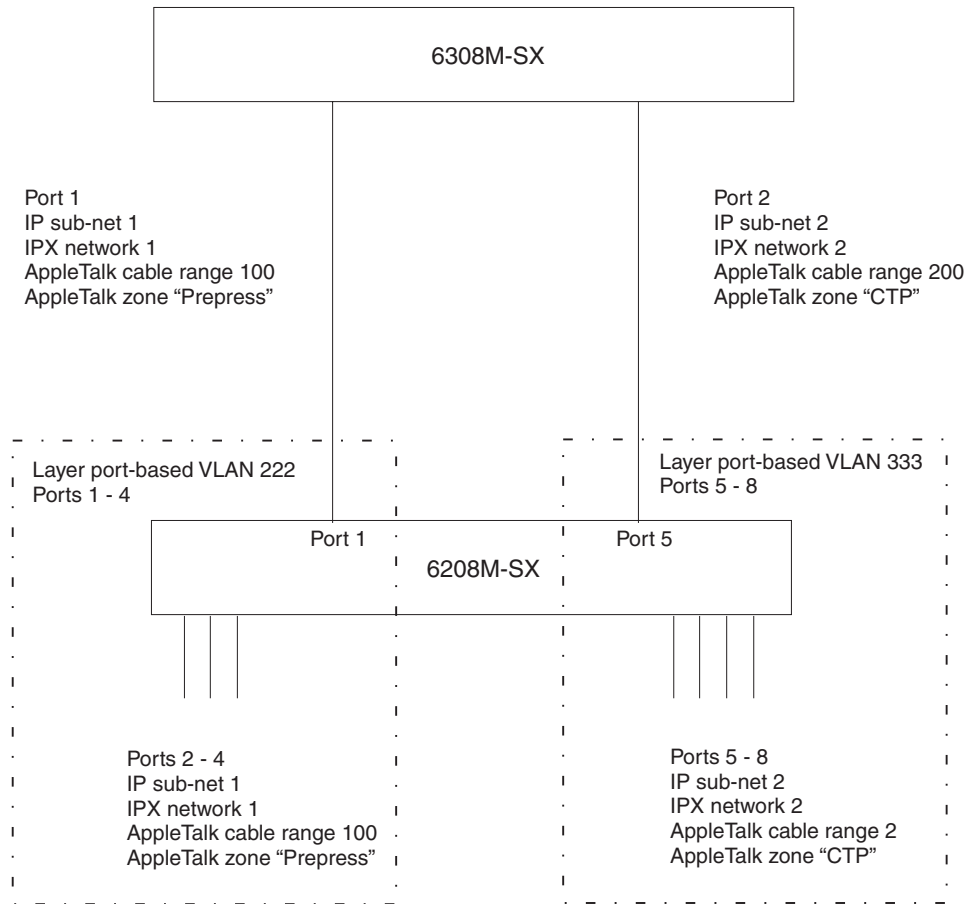 6308M-SX
Port 1
IP sub-net 1
IPX network 1
AppleTalk cable range 100
AppleTalk zone “Prepress”
Port 2
IP sub-net 2
IPX network 2
AppleTalk cable range 200
AppleTalk zone “CTP”
Layer port-based VLAN 222
Ports 1 - 4
Layer port-based VLAN 333
Ports 5 - 8
Port 1
Port 5
6208M-SX
Ports 2 - 4
IP sub-net 1
IPX network 1
AppleTalk cable range 100
AppleTalk zone “Prepress”
Ports 5 - 8
IP sub-net 2
IPX network 2
AppleTalk cable range 2
AppleTalk zone “CTP”